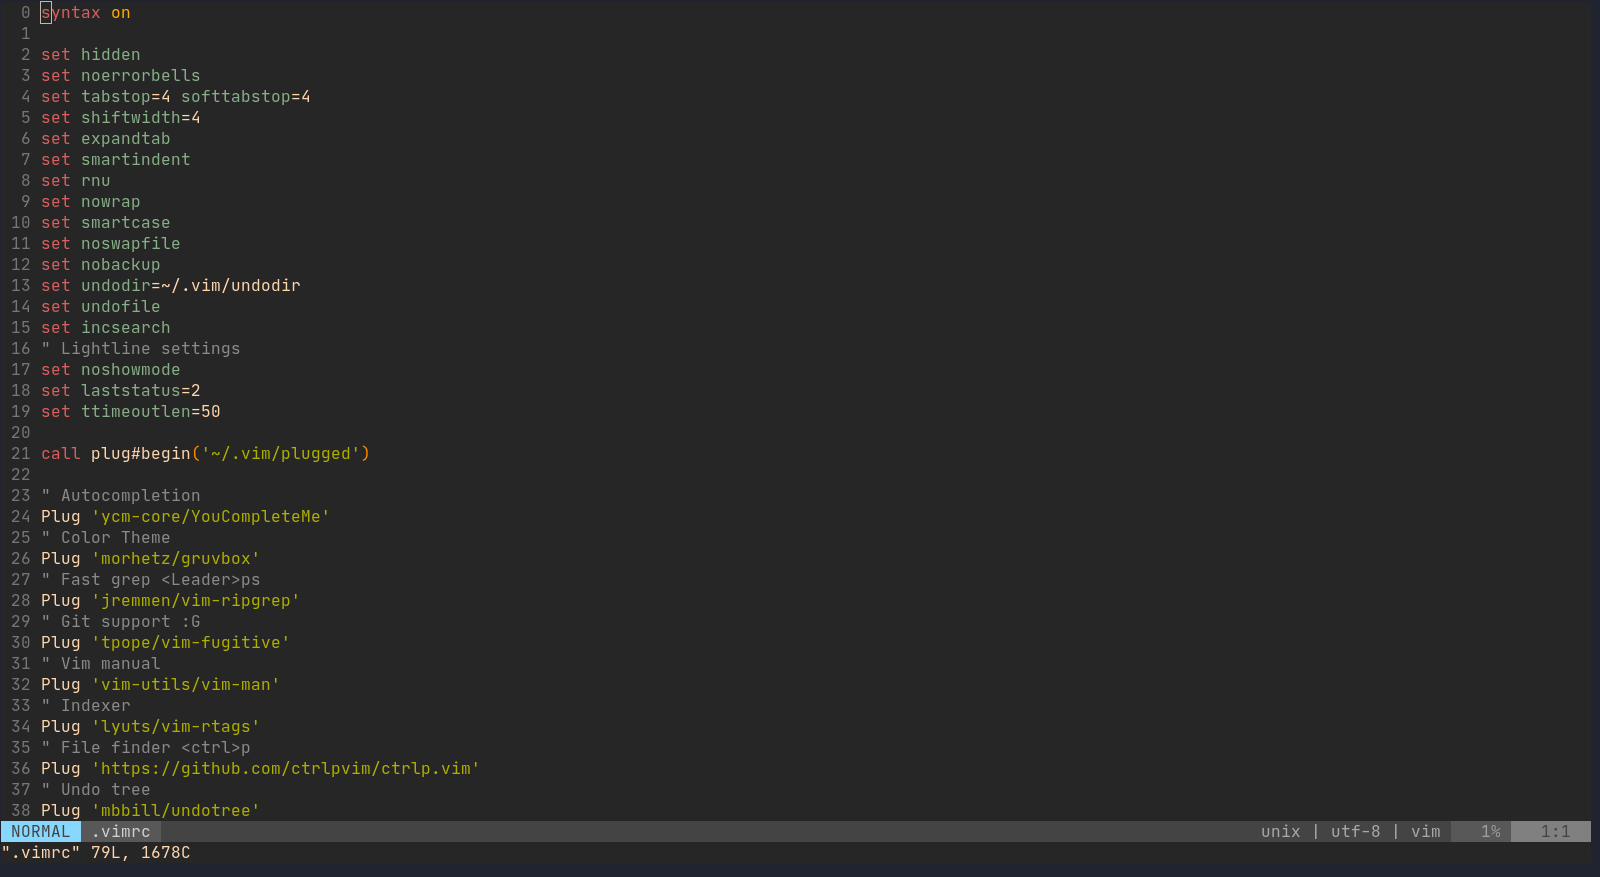 0 syntax on
1
2 set hidden
3 set noerrorbells
4 set tabstop=4 softtabstop=4
5 set shiftwidth=4
6 set expandtab
7 set smartindent
8 set rnu
9 set nowrap
10 set smartcase
11 set noswapfile
12 set nobackup
13 set undodir=~/.vim/undodir
14 set undofile
15 set incsearch
16 " Lightline settings
17 set noshowmode
18 set laststatus=2
19 set ttimeoutlen=50
20
21 call plug#begin('~/.vim/plugged')
22
23 " Autocompletion
24 Plug 'ycm-core/YouCompleteMe'
25 " Color Theme
26 Plug 'morhetz/gruvbox'
27 " Fast grep <Leader>ps
28 Plug 'jremmen/vim-ripgrep'
29 " Git support :G
30 Plug 'tpope/vim-fugitive'
31 " Vim manual
32 Plug 'vim-utils/vim-man'
33 " Indexer
34 Plug 'lyuts/vim-rtags'
35 " File finder <ctrl>p
36 Plug 'https://github.com/ctrlpvim/ctrlp.vim'
37 " Undo tree
38 Plug 'mbbill/undotree'
NORMAL .vimrc unix | utf-8 | vim 1% 1:1
".vimrc" 79L, 1678C